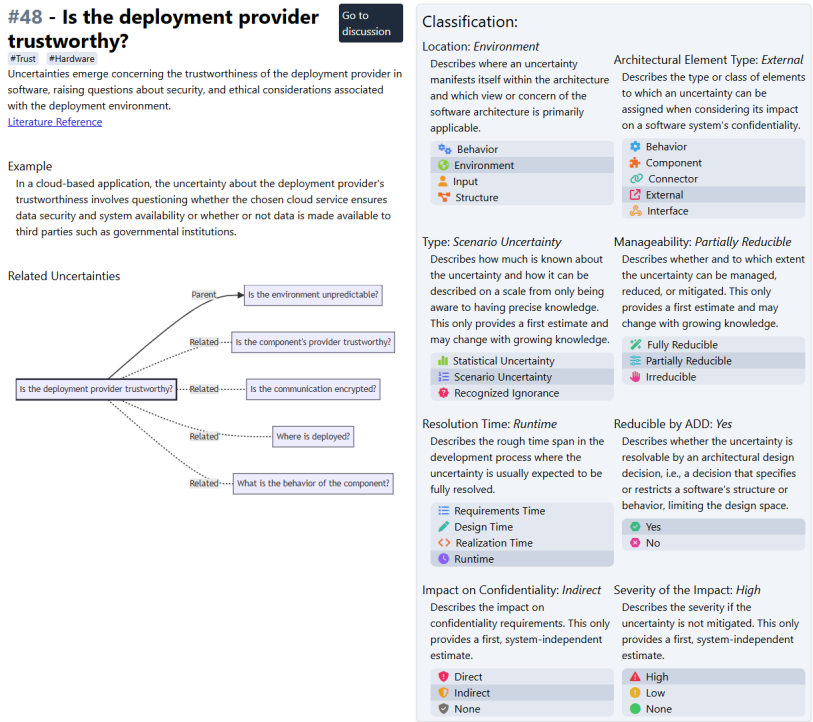 #48 - Is the deployment provider
trustworthy?
Go to
discussion
#Trust #Hardware
Uncertainties emerge concerning the trustworthiness of the deployment provider in
software, raising questions about security, and ethical considerations associated
with the deployment environment.
Literature Reference
Example
In a cloud-based application, the uncertainty about the deployment provider's
trustworthiness involves questioning whether the chosen cloud service ensures
data security and system availability or whether or not data is made available to
third parties such as governmental institutions.
Related Uncertainties
Is the deployment provider trustworthy?
Parent
Is the environment unpredictable?
Related
Is the component's provider trustworthy?
Related
Is the communication encrypted?
Related
Where is deployed?
Related
What is the behavior of the component?
Classification:
Location: Environment
Describes where an uncertainty
manifests itself within the architecture
and which view or concern of the
software architecture is primarily
applicable.
Behavior
Environment
Input
Structure
Architectural Element Type: External
Describes the type or class of elements
to which an uncertainty can be
assigned when considering its impact
on a software system's confidentiality.
Behavior
Component
Connector
External
Interface
Type: Scenario Uncertainty
Describes how much is known about
the uncertainty and how it can be
described on a scale from only being
aware to having precise knowledge.
This only provides a first estimate and
may change with growing knowledge.
Statistical Uncertainty
Scenario Uncertainty
Recognized Ignorance
Manageability: Partially Reducible
Describes whether and to which extent
the uncertainty can be managed,
reduced, or mitigated. This only
provides a first estimate and may
change with growing knowledge.
Fully Reducible
Partially Reducible
Irreducible
Resolution Time: Runtime
Describes the rough time span in the
development process where the
uncertainty is usually expected to be
fully resolved.
Requirements Time
Design Time
Realization Time
Runtime
Reducible by ADD: Yes
Describes whether the uncertainty is
resolvable by an architectural design
decision, i.e., a decision that specifies
or restricts a software's structure or
behavior, limiting the design space.
Yes
No
Impact on Confidentiality: Indirect
Describes the impact on
confidentiality requirements. This only
provides a first, system-independent
estimate.
Direct
Indirect
None
Severity of the Impact: High
Describes the severity if the
uncertainty is not mitigated. This only
provides a first, system-independent
estimate.
High
Low
None